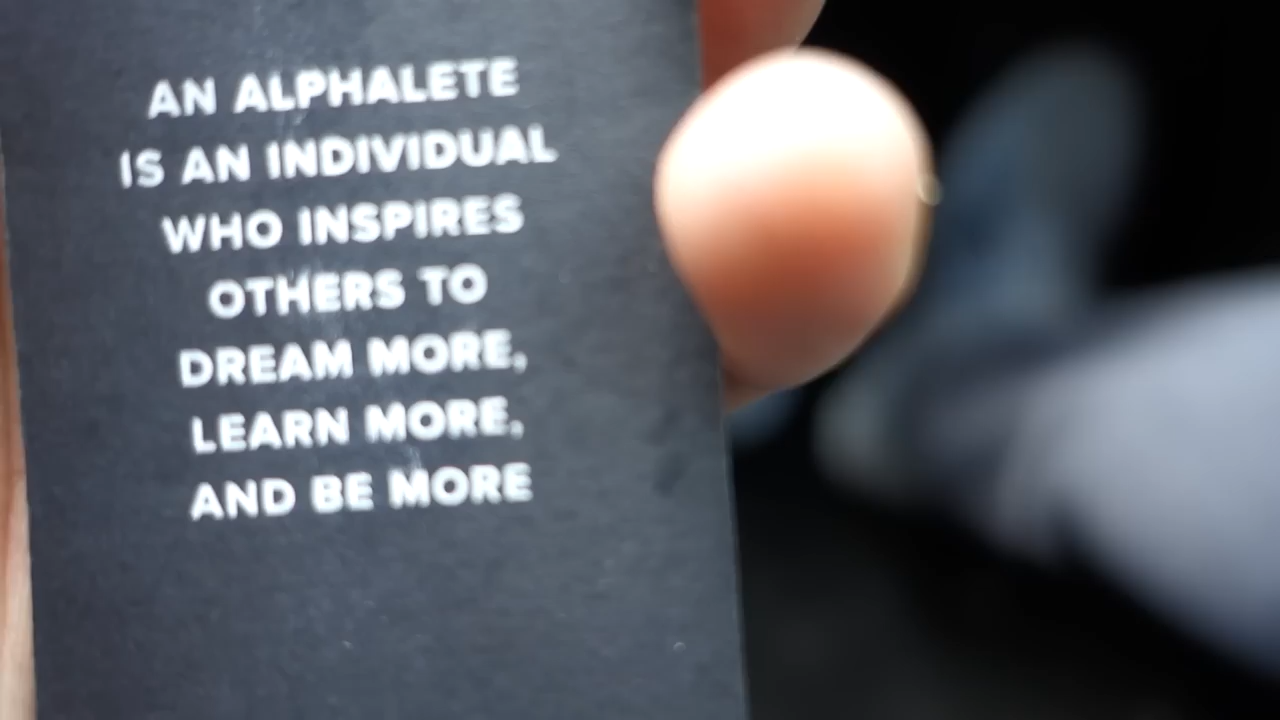 AN ALPHALETE
IS AN INDIVIDUAL
WHO INSPIRES
OTHERS TO
DREAM MORE,
LEARN MORE,
AND BE MORE